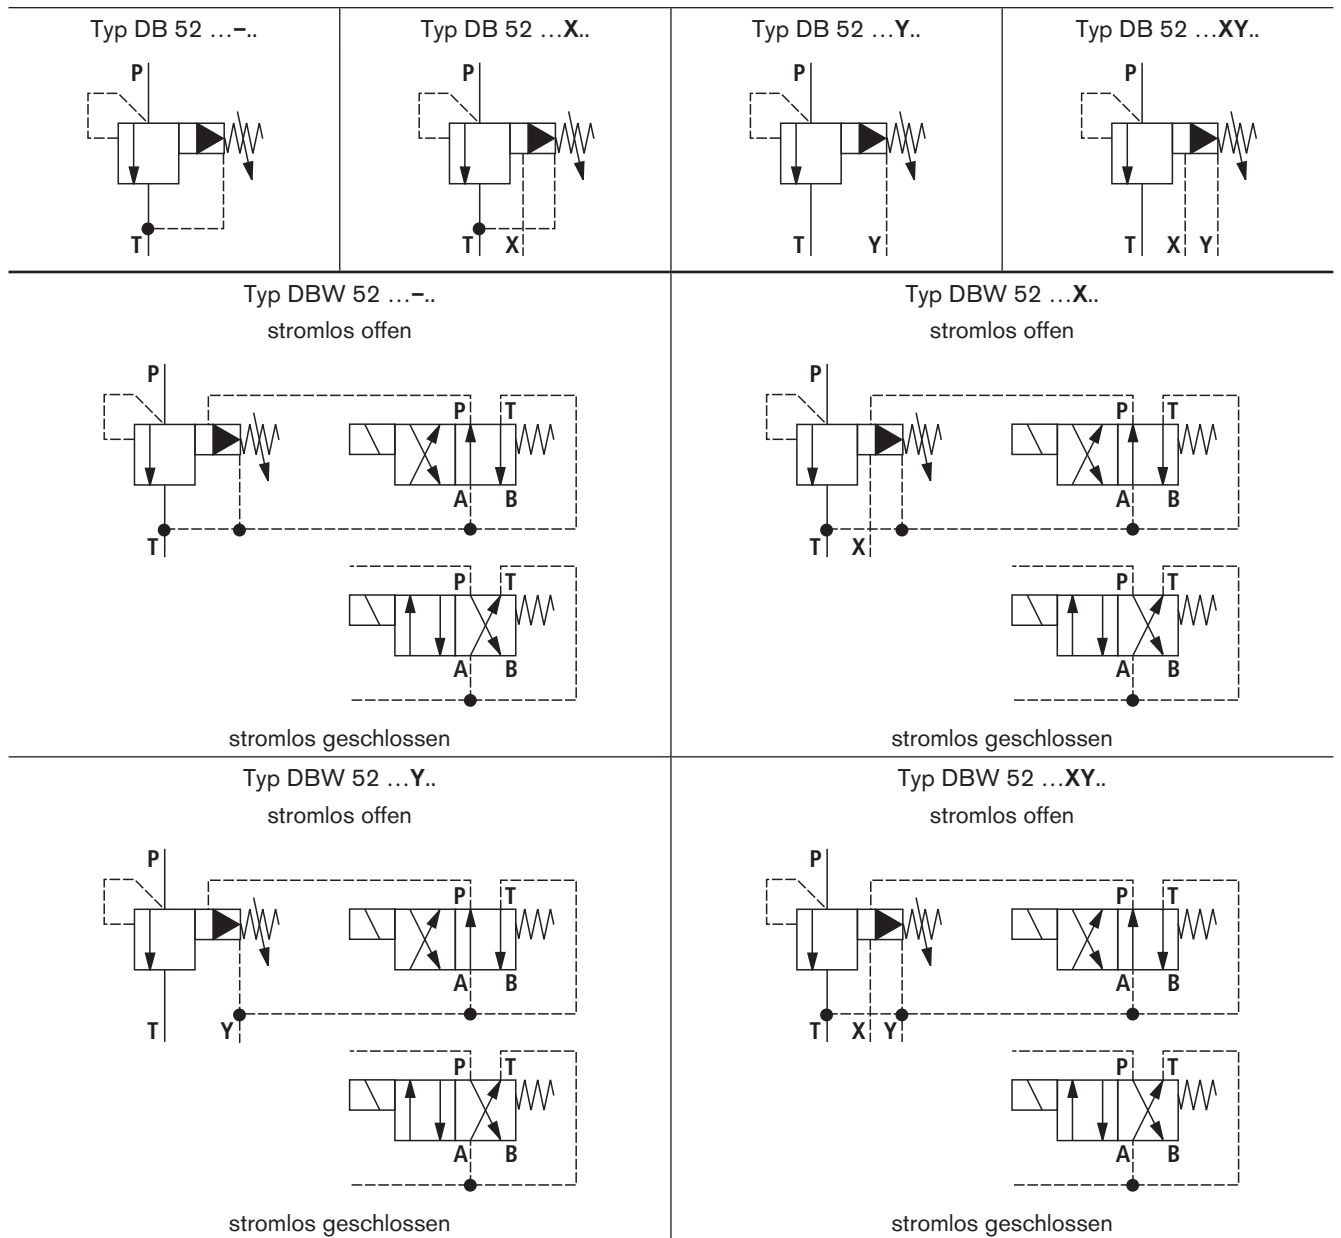 Typ DB 52 …–..
Typ DB 52 …X..
Typ DB 52 …Y..
Typ DB 52 …XY..
P
T
P
T X
P
T Y
P
T X Y
Typ DBW 52 …–..
stromlos offen
P
P T
A B
T
P T
A B
stromlos geschlossen
Typ DBW 52 …X..
stromlos offen
P
P T
A B
T X
P T
A B
stromlos geschlossen
Typ DBW 52 …Y..
stromlos offen
P
P T
A B
T Y
P T
A B
stromlos geschlossen
Typ DBW 52 …XY..
stromlos offen
P
P T
A B
T X Y
P T
A B
stromlos geschlossen